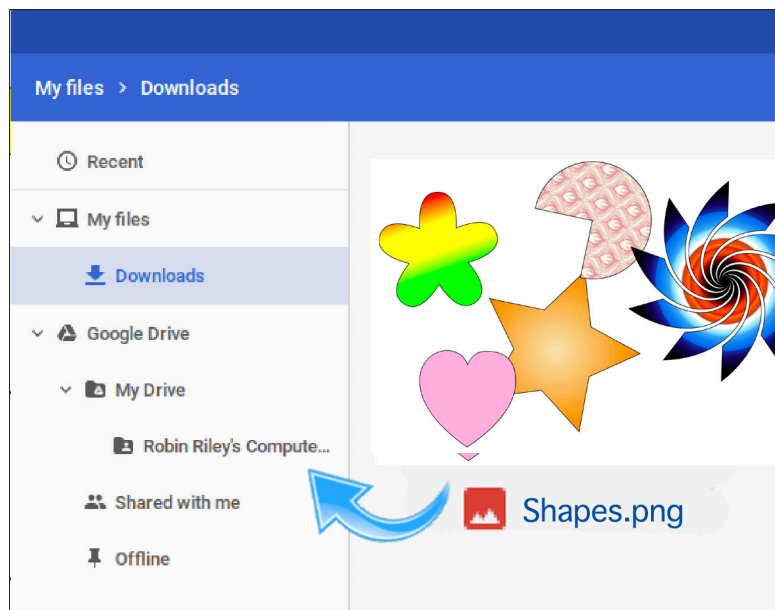 My files > Downloads
Recent
My files
Downloads
Google Drive
My Drive
Robin Riley's Compute...
Shared with me
Offline
Shapes.png